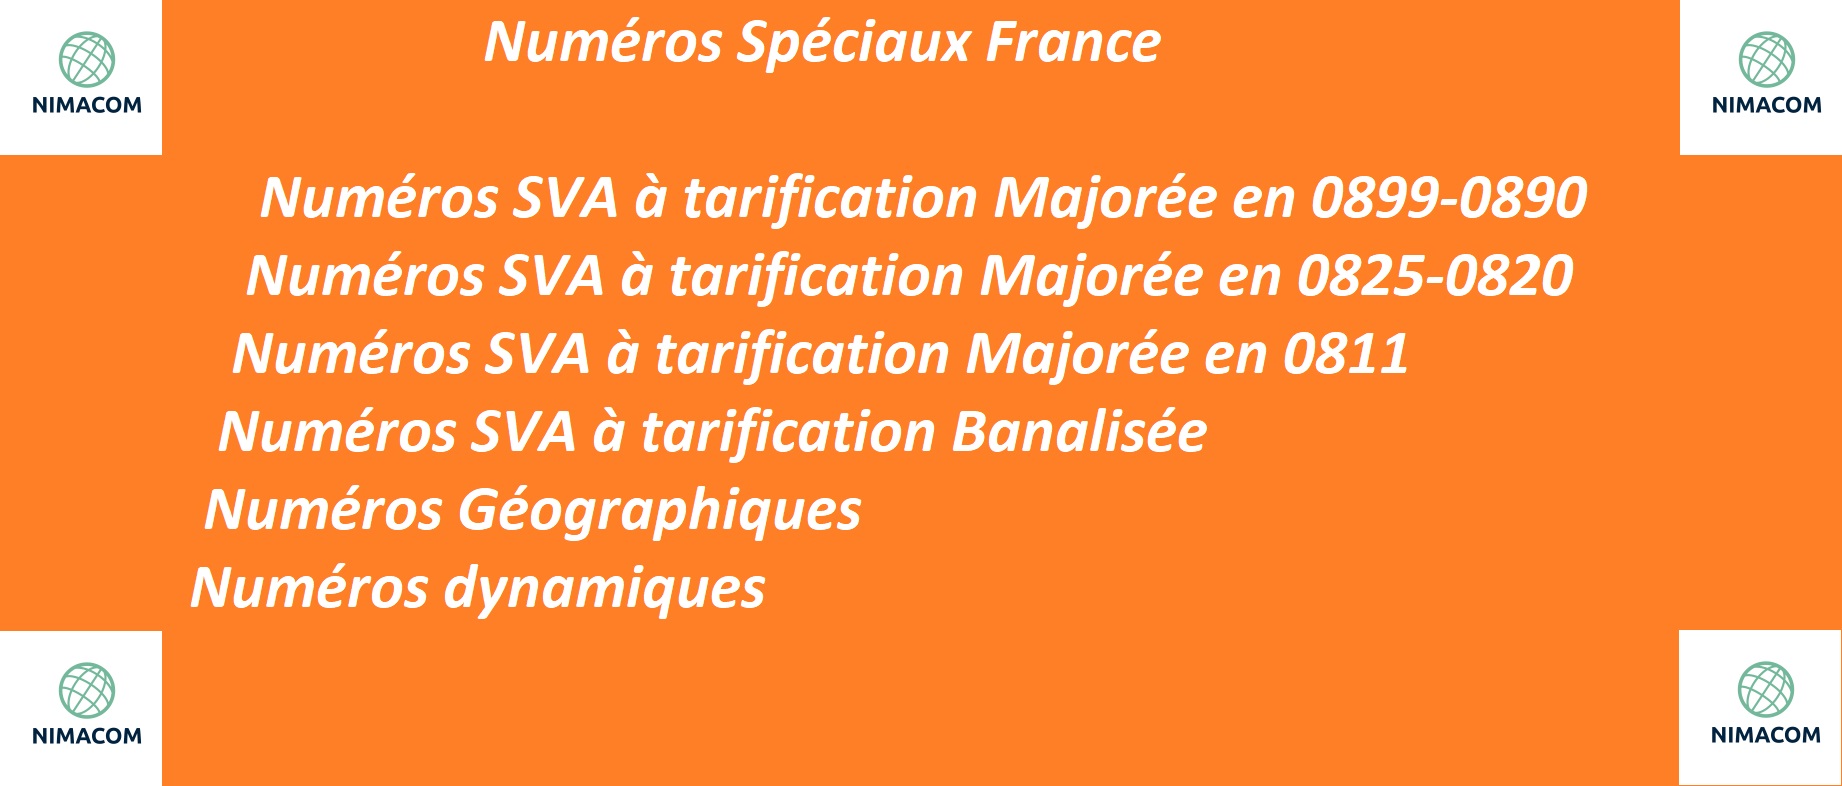 Numéros Spéciaux France
NIMACOM
NIMACOM
Numéros SVA à tarification Majorée en 0899-0890
Numéros SVA à tarification Majorée en 0825-0820
Numéros SVA à tarification Majorée en 0811
Numéros SVA à tarification Banalisée
Numéros Géographiques
Numéros dynamiques
NIMACOM
NIMACOM